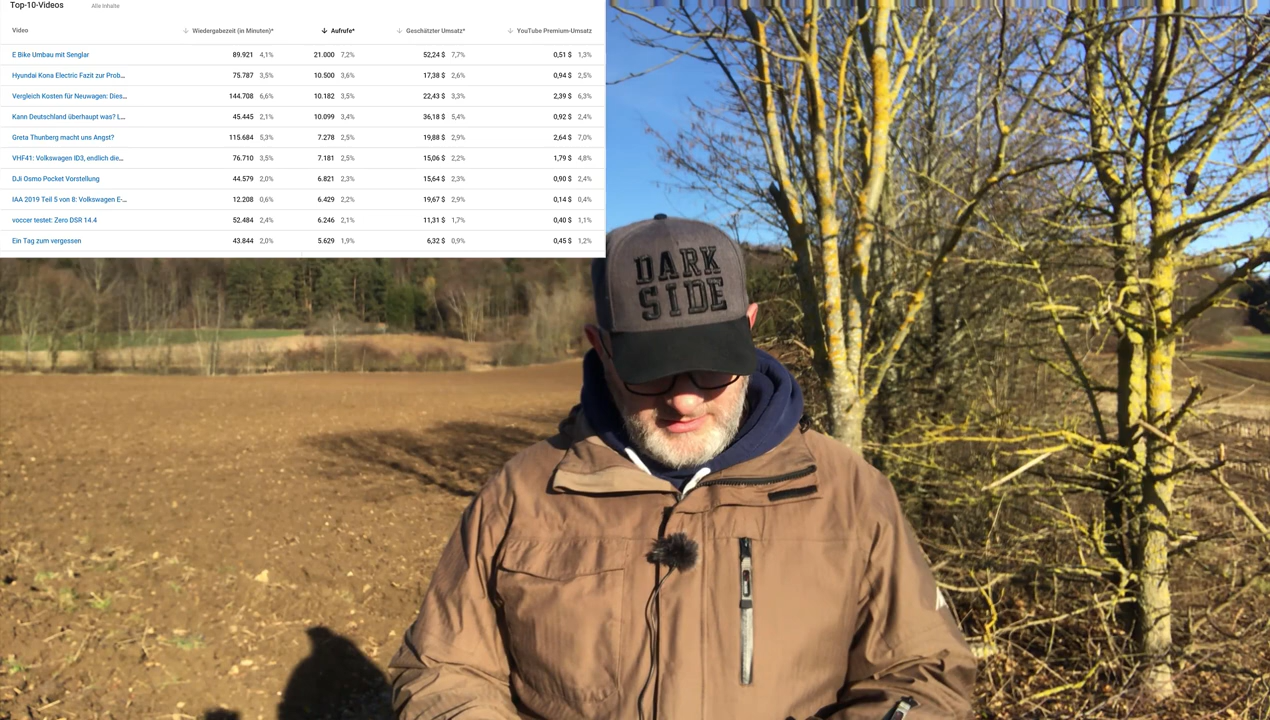 Top-10-Videos Alle Inhalte
Video Wiedergabezeit (in Minuten)* Aufrufe* Geschätzter Umsatz* YouTube Premium-Umsatz
E Bike Umbau mit Senglar 89.921 4,1% 21.000 7,2% 52,24 $ 7,7% 0,51 $ 1,3%
Hyundai Kona Electric Fazit zur Prob... 75.787 3,5% 10.500 3,6% 17,38 $ 2,6% 0,94 $ 2,5%
Vergleich Kosten für Neuwagen: Dies... 144.708 6,6% 10.182 3,5% 22,43 $ 3,3% 2,39 $ 6,3%
Kann Deutschland überhaupt was? L... 45.445 2,1% 10.099 3,4% 36,18 $ 5,4% 0,92 $ 2,4%
Greta Thunberg macht uns Angst? 115.684 5,3% 7.278 2,5% 19,88 $ 2,9% 2,64 $ 7,0%
VHF41: Volkswagen ID3, endlich die... 76.710 3,5% 7.181 2,5% 15,06 $ 2,2% 1,79 $ 4,8%
DJi Osmo Pocket Vorstellung 44.579 2,0% 6.821 2,3% 15,64 $ 2,3% 0,90 $ 2,4%
IAA 2019 Teil 5 von 8: Volkswagen E-... 12.208 0,6% 6.429 2,2% 19,67 $ 2,9% 0,14 $ 0,4%
voccer testet: Zero DSR 14.4 52.484 2,4% 6.246 2,1% 11,31 $ 1,7% 0,40 $ 1,1%
Ein Tag zum vergessen 43.844 2,0% 5.629 1,9% 6,32 $ 0,9% 0,45 $ 1,2%
DARK
SIDE